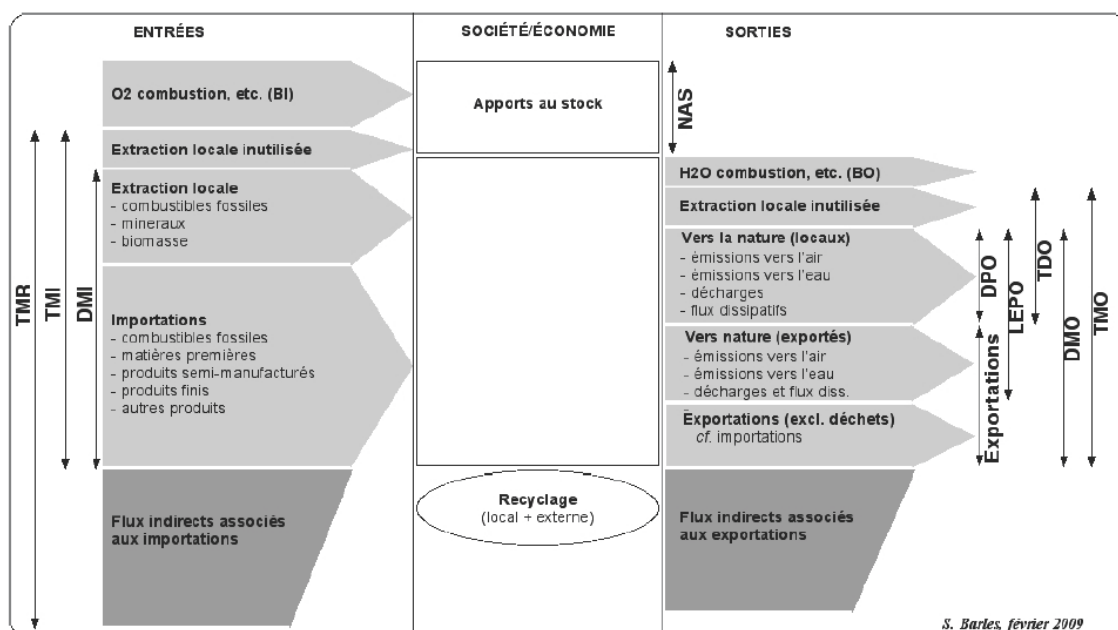 ENTRÉES
SOCIÉTÉ/ÉCONOMIE
SORTIES
O2 combustion, etc. (BI)
Extraction locale inutilisée
Extraction locale
- combustibles fossiles
- mineraux
- biomasse
Importations
- combustibles fossiles
- matières premières
- produits semi-manufacturés
- produits finis
- autres produits
Flux indirects associés
aux importations
TMR
TMI
DMI
Apports au stock
Recyclage
(local + externe)
NAS
H2O combustion, etc. (BO)
Extraction locale inutilisée
Vers la nature (locaux)
- émissions vers l'air
- émissions vers l'eau
- décharges
- flux dissipatifs
Vers nature (exportés)
- émissions vers l'air
- émissions vers l'eau
- décharges et flux diss.
Exportations (excl. déchets)
cf. importations
Flux indirects associés
aux exportations
DPO
Exportations
LEPO
TDO
DMO
TMO
S. Barles, février 2009